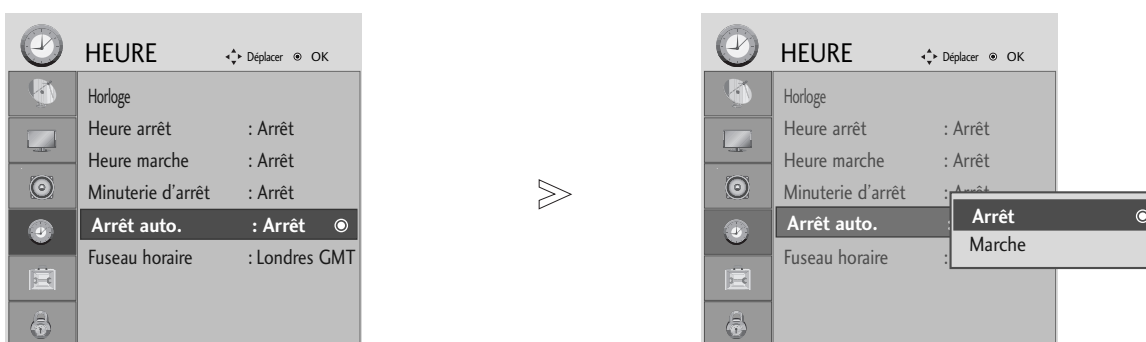 HEURE Déplacer OK
Horloge
Heure arrêt : Arrêt
Heure marche : Arrêt
Minuterie d'arrêt : Arrêt
Arrêt auto. : Arrêt
Fuseau horaire : Londres GMT
>
HEURE Déplacer OK
Horloge
Heure arrêt : Arrêt
Heure marche : Arrêt
Minuterie d'arrêt : Arrêt
Arrêt auto. :
Fuseau horaire :
Arrêt
Marche